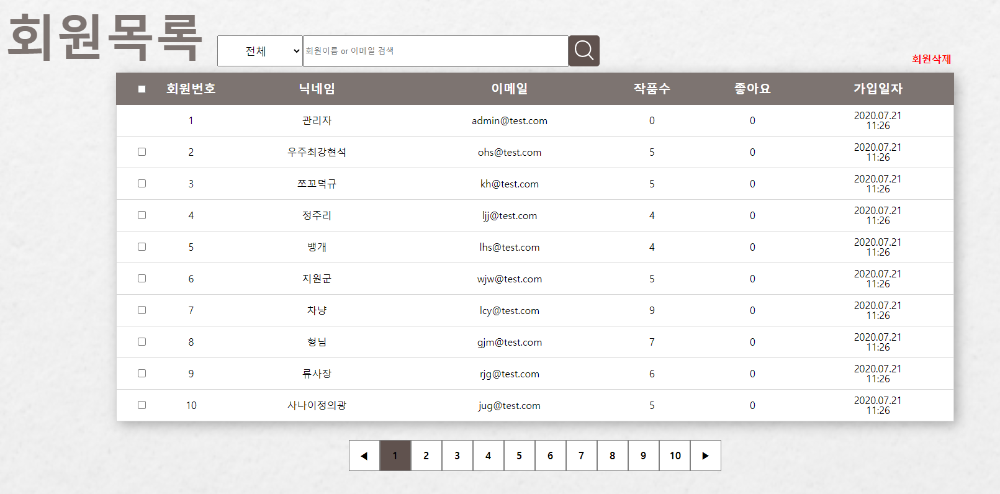 회원목록
전체 회원이름 or 이메일 검색
회원삭제
회원번호 닉네임 이메일 작품수 좋아요 가입일자
1 관리자 admin@test.com 0 0 2020.07.21 11:26
2 우주최강현석 ohs@test.com 5 0 2020.07.21 11:26
3 쪼꼬덕규 kh@test.com 5 0 2020.07.21 11:26
4 정주리 ljj@test.com 4 0 2020.07.21 11:26
5 뱅개 lhs@test.com 4 0 2020.07.21 11:26
6 지원군 wjw@test.com 5 0 2020.07.21 11:26
7 차냥 lcy@test.com 9 0 2020.07.21 11:26
8 형님 gjm@test.com 7 0 2020.07.21 11:26
9 류사장 rjg@test.com 6 0 2020.07.21 11:26
10 사나이정의광 jug@test.com 5 0 2020.07.21 11:26
◀ 1 2 3 4 5 6 7 8 9 10 ▶